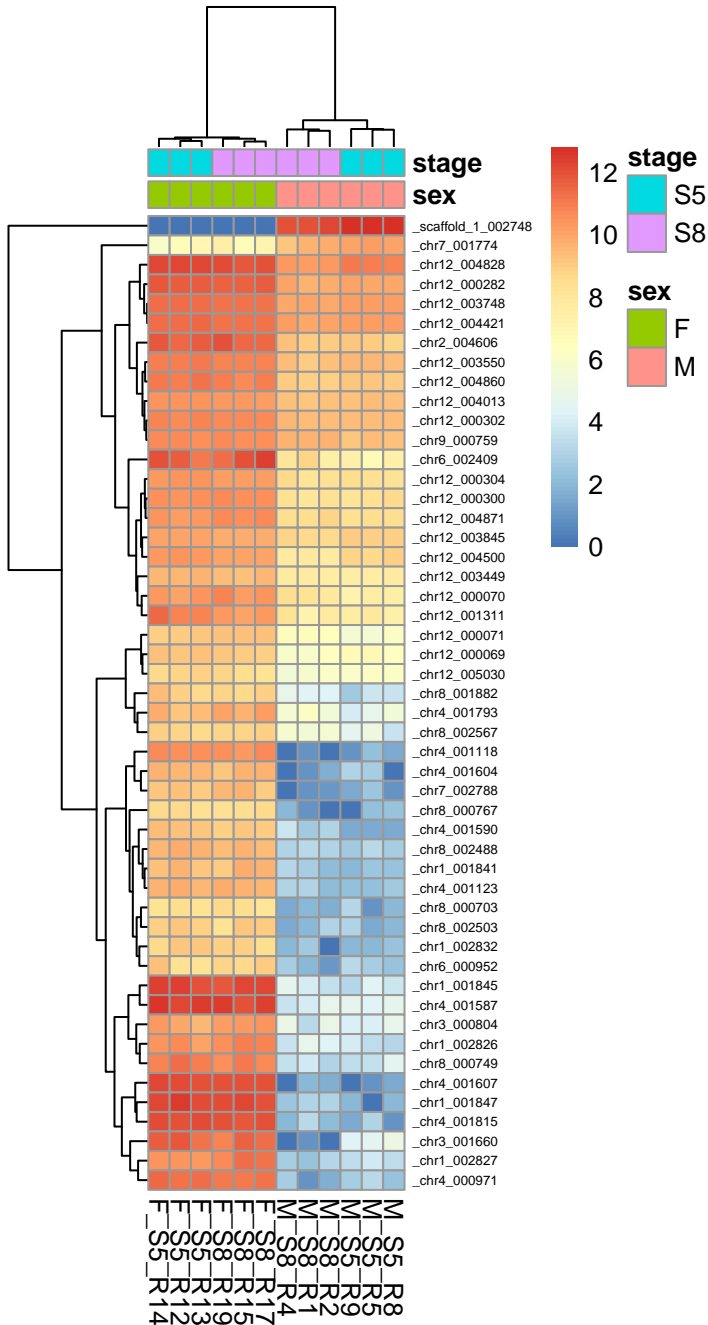 stage
sex
_scaffold_1_002748
_chr7_001774
_chr12_004828
_chr12_000282
_chr12_003748
_chr12_004421
_chr2_004606
_chr12_003550
_chr12_004860
_chr12_004013
_chr12_000302
_chr9_000759
_chr6_002409
_chr12_000304
_chr12_000300
_chr12_004871
_chr12_003845
_chr12_004500
_chr12_003449
_chr12_000070
_chr12_001311
_chr12_000071
_chr12_000069
_chr12_005030
_chr8_001882
_chr4_001793
_chr8_002567
_chr4_001118
_chr4_001604
_chr7_002788
_chr8_000767
_chr4_001590
_chr8_002488
_chr1_001841
_chr4_001123
_chr8_000703
_chr8_002503
_chr1_002832
_chr6_000952
_chr1_001845
_chr4_001587
_chr3_000804
_chr1_002826
_chr8_000749
_chr4_001607
_chr1_001847
_chr4_001815
_chr3_001660
_chr1_002827
_chr4_000971
F_S5_R14
F_S5_R12
F_S5_R13
F_S8_R19
F_S8_R15
F_S8_R17
M_S8_R4
M_S8_R1
M_S8_R2
M_S5_R9
M_S5_R5
M_S5_R8
12
10
8
6
4
2
0
stage
S5
S8
sex
F
M